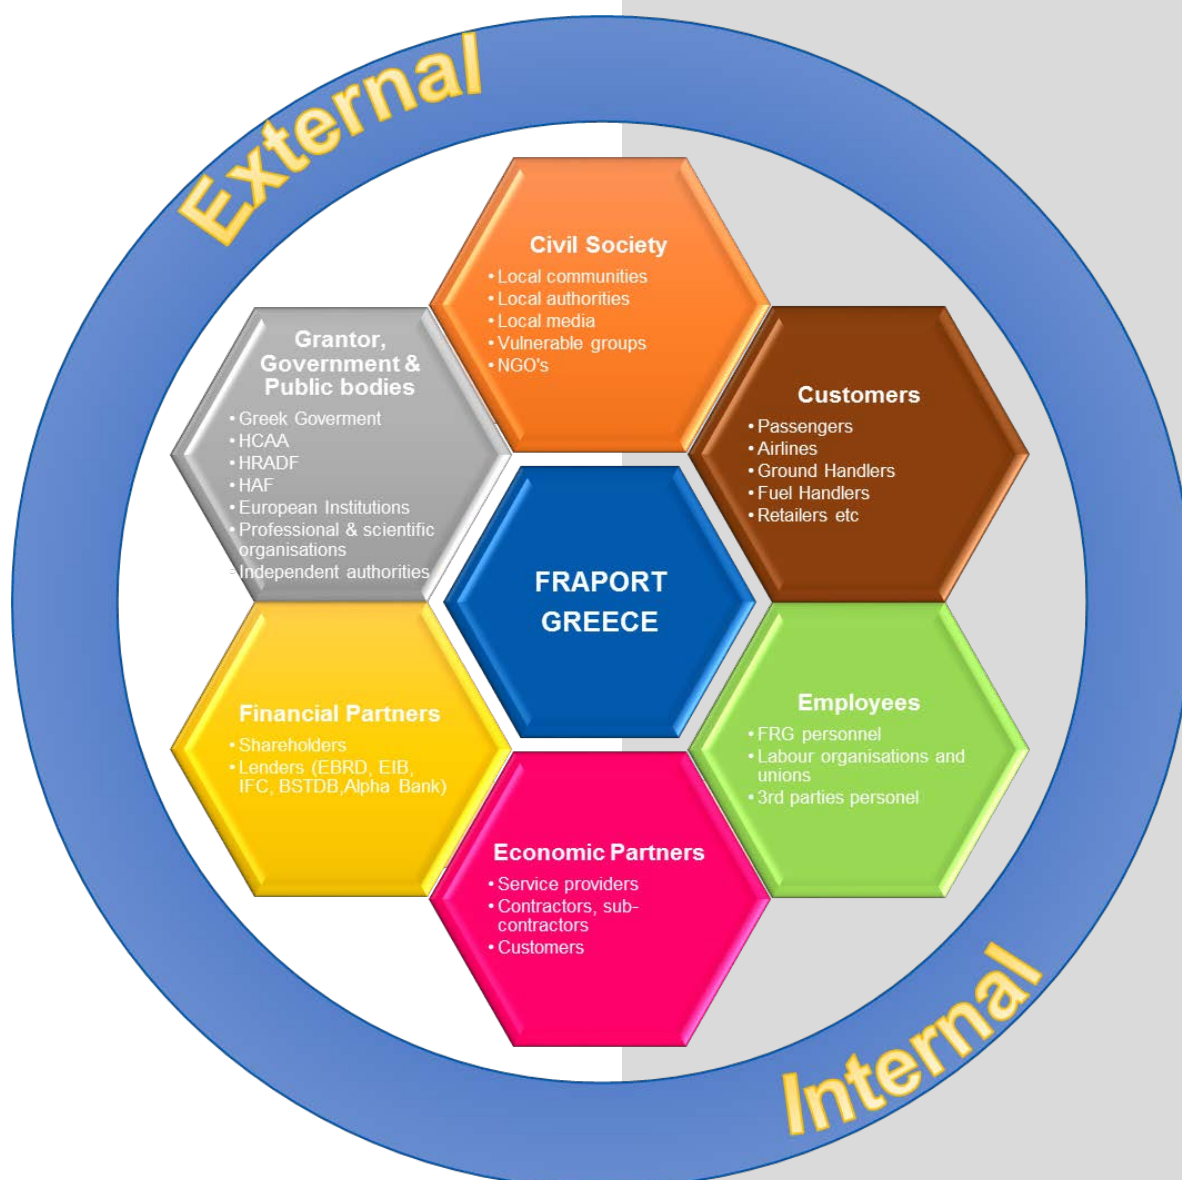 External
Civil Society
• Local communities
• Local authorities
• Local media
• Vulnerable groups
• NGO's
Grantor,
Government &
Public bodies
• Greek Goverment
• HCAA
• HRADF
• HAF
• European Institutions
• Professional & scientific
organisations
• Independent authorities
Customers
• Passengers
• Airlines
• Ground Handlers
• Fuel Handlers
• Retailers etc
FRAPORT
GREECE
Financial Partners
• Shareholders
• Lenders (EBRD, EIB,
IFC, BSTDB,Alpha Bank)
Employees
• FRG personnel
• Labour organisations and
unions
• 3rd parties personel
Economic Partners
• Service providers
• Contractors, sub-
contractors
• Customers
Internal